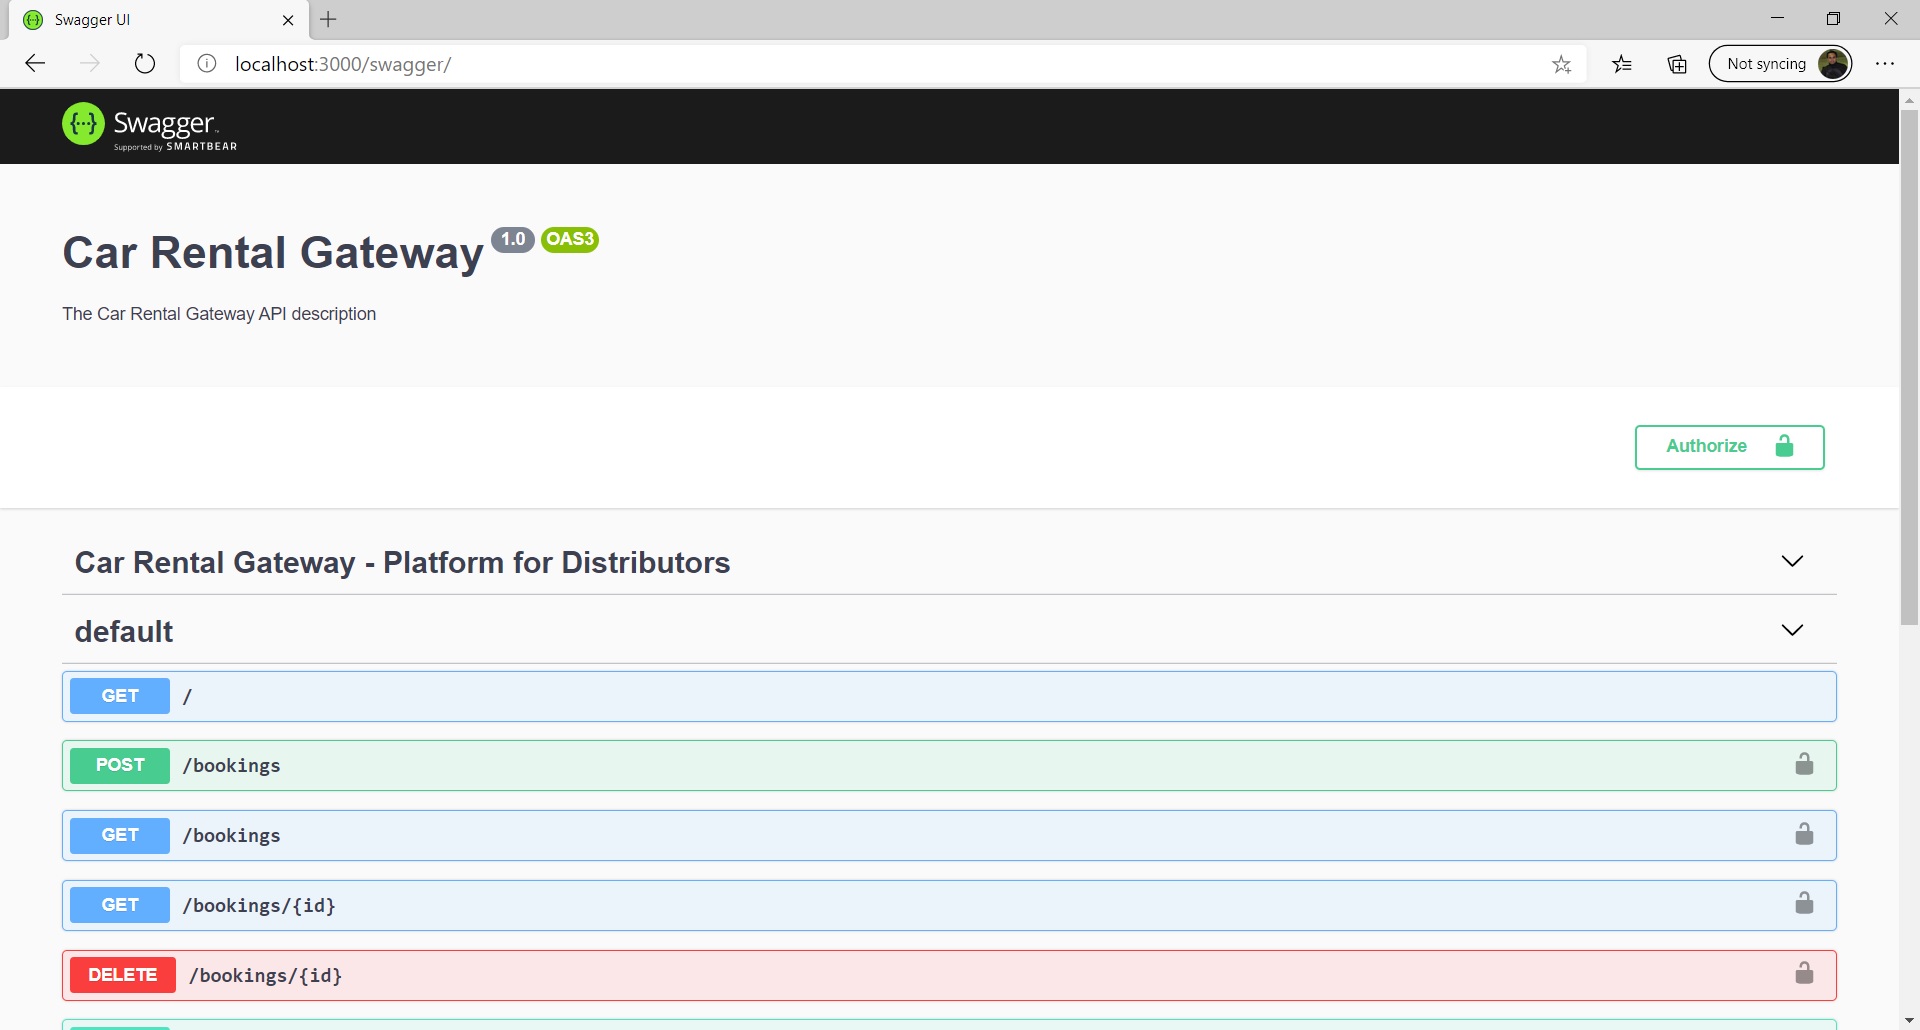 Swagger UI
localhost:3000/swagger/
Not syncing
{···} Swagger™
Supported by SMARTBEAR
Car Rental Gateway 1.0 OAS3
The Car Rental Gateway API description
Authorize
Car Rental Gateway - Platform for Distributors
default
GET /
POST /bookings
GET /bookings
GET /bookings/{id}
DELETE /bookings/{id}